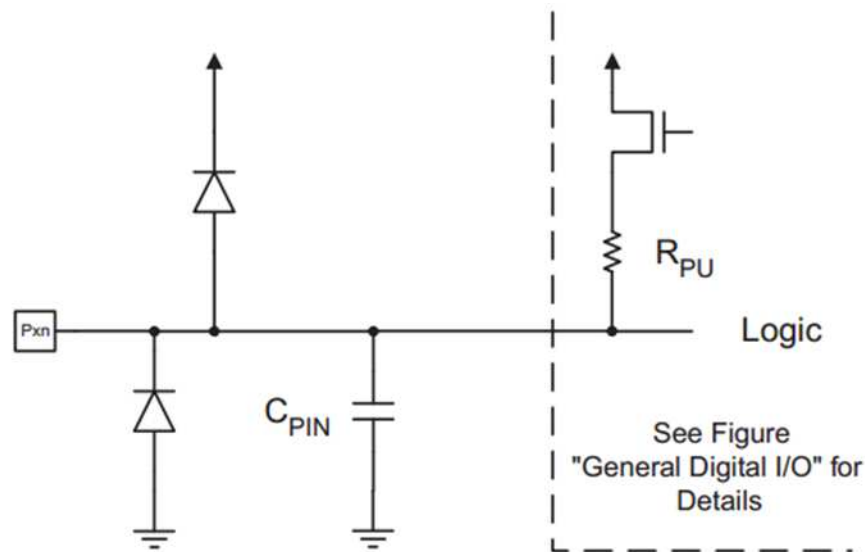 R_PU
Pxn
Logic
C_PIN
See Figure
"General Digital I/O" for
Details